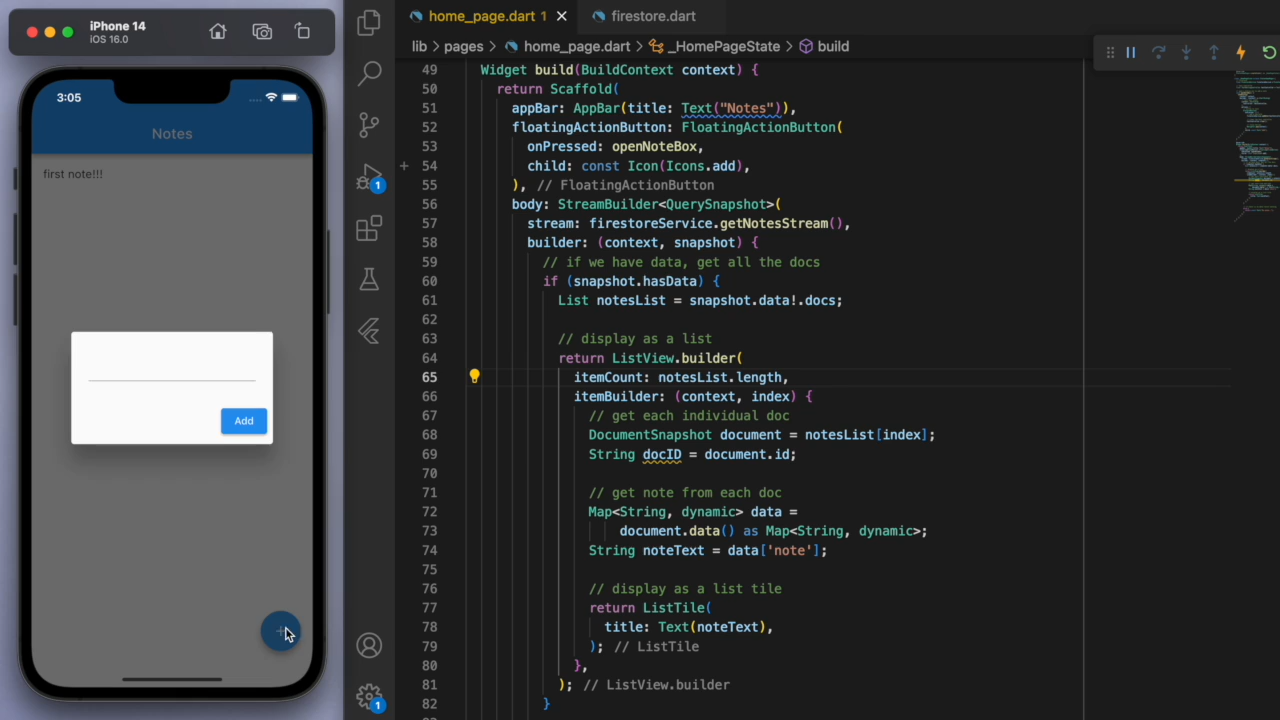 iPhone 14
iOS 16.0
3:05
Notes
first note!!!
Add
1
1
home_page.dart 1
firestore.dart
lib > pages > home_page.dart > _HomePageState > build
49 Widget build(BuildContext context) {
50 return Scaffold(
51 appBar: AppBar(title: Text("Notes")),
52 floatingActionButton: FloatingActionButton(
53 onPressed: openNoteBox,
54 child: const Icon(Icons.add),
55 ), // FloatingActionButton
56 body: StreamBuilder<QuerySnapshot>(
57 stream: firestoreService.getNotesStream(),
58 builder: (context, snapshot) {
59 // if we have data, get all the docs
60 if (snapshot.hasData) {
61 List notesList = snapshot.data!.docs;
62
63 // display as a list
64 return ListView.builder(
65 itemCount: notesList.length,
66 itemBuilder: (context, index) {
67 // get each individual doc
68 DocumentSnapshot document = notesList[index];
69 String docID = document.id;
70
71 // get note from each doc
72 Map<String, dynamic> data =
73 document.data() as Map<String, dynamic>;
74 String noteText = data['note'];
75
76 // display as a list tile
77 return ListTile(
78 title: Text(noteText),
79 ); // ListTile
80 },
81 ); // ListView.builder
82 }